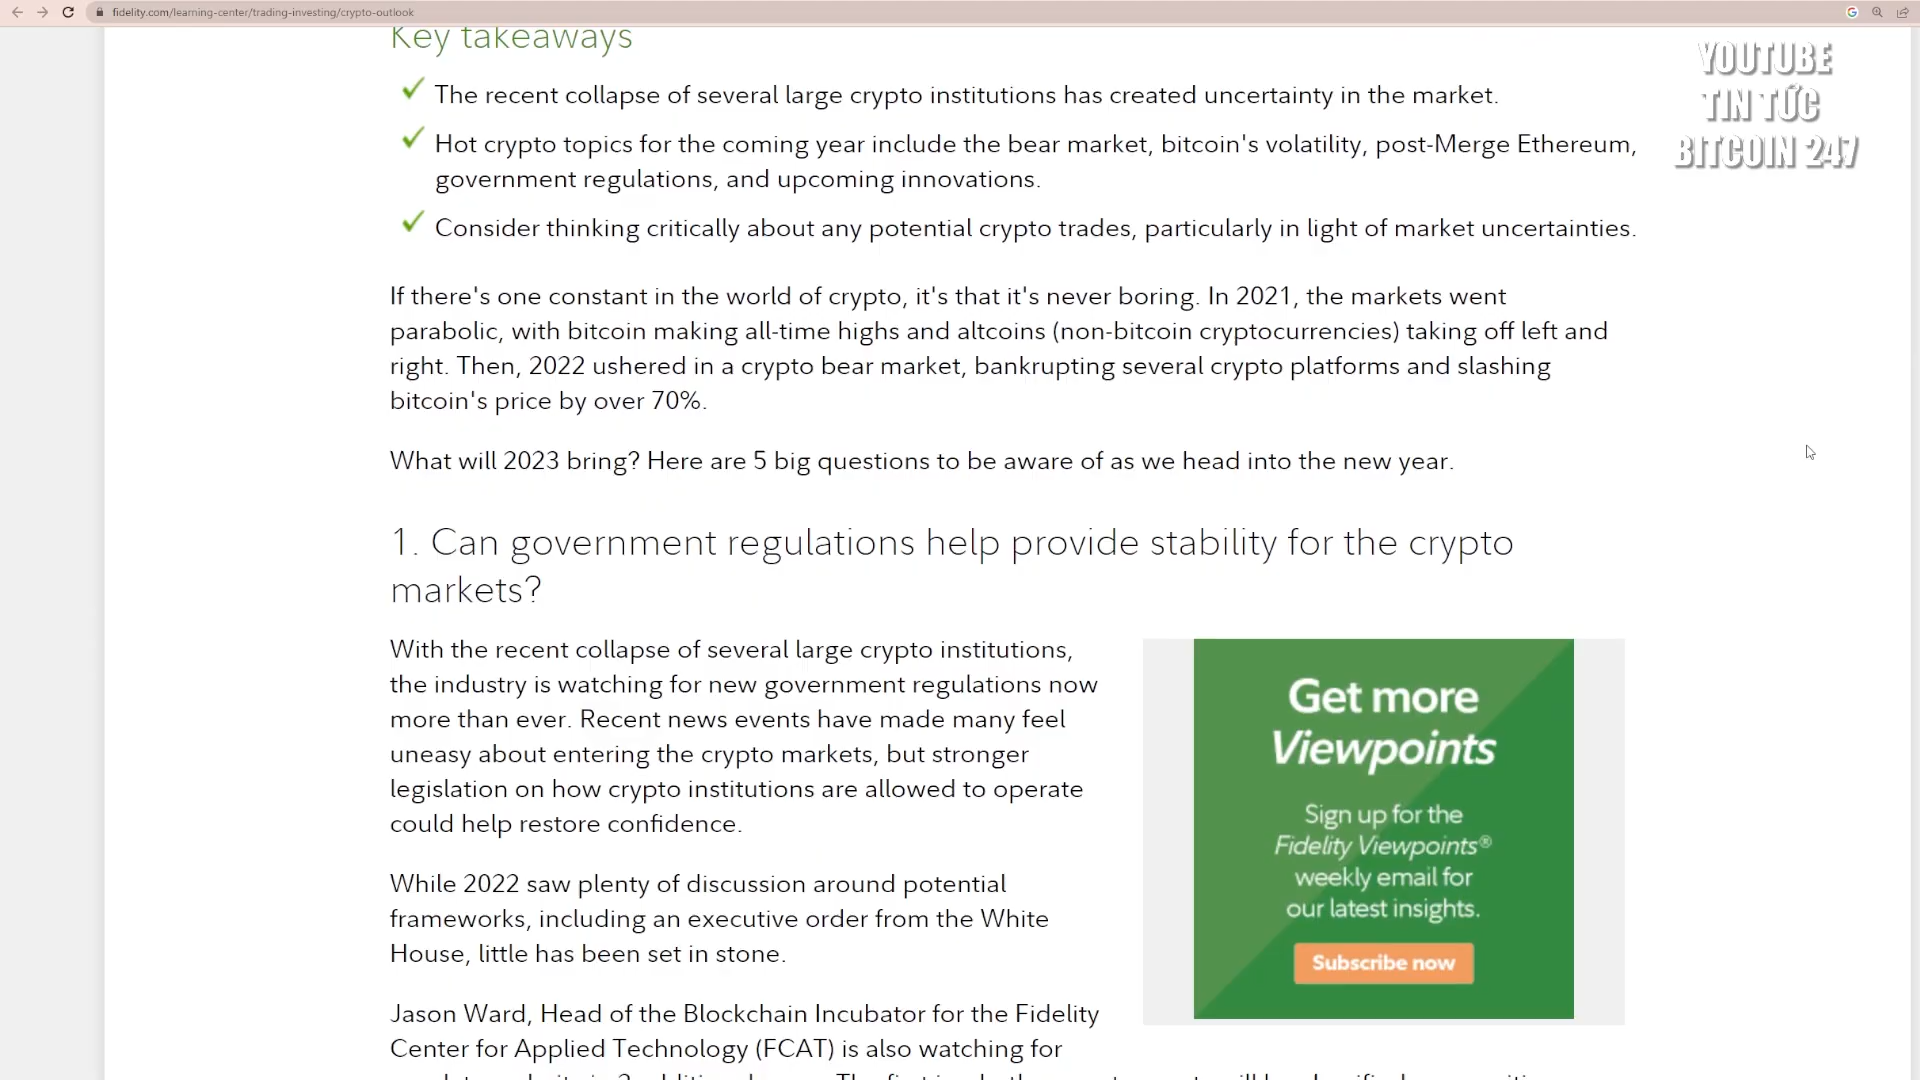 fidelity.com/learning-center/trading-investing/crypto-outlook
YOUTUBE
TIN TỨC
BITCOIN 247
Key takeaways
The recent collapse of several large crypto institutions has created uncertainty in the market.
Hot crypto topics for the coming year include the bear market, bitcoin's volatility, post-Merge Ethereum,
government regulations, and upcoming innovations.
Consider thinking critically about any potential crypto trades, particularly in light of market uncertainties.
If there's one constant in the world of crypto, it's that it's never boring. In 2021, the markets went
parabolic, with bitcoin making all-time highs and altcoins (non-bitcoin cryptocurrencies) taking off left and
right. Then, 2022 ushered in a crypto bear market, bankrupting several crypto platforms and slashing
bitcoin's price by over 70%.
What will 2023 bring? Here are 5 big questions to be aware of as we head into the new year.
1. Can government regulations help provide stability for the crypto
markets?
With the recent collapse of several large crypto institutions,
the industry is watching for new government regulations now
more than ever. Recent news events have made many feel
uneasy about entering the crypto markets, but stronger
legislation on how crypto institutions are allowed to operate
could help restore confidence.
While 2022 saw plenty of discussion around potential
frameworks, including an executive order from the White
House, little has been set in stone.
Jason Ward, Head of the Blockchain Incubator for the Fidelity
Center for Applied Technology (FCAT) is also watching for
Get more
Viewpoints
Sign up for the
Fidelity Viewpoints®
weekly email for
our latest insights.
Subscribe now